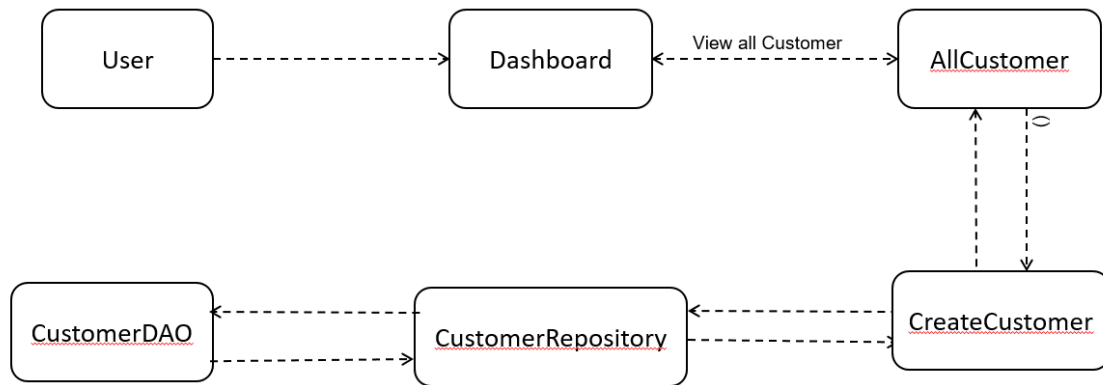 User
Dashboard
View all Customer
AllCustomer
()
CustomerDAO
CustomerRepository
CreateCustomer